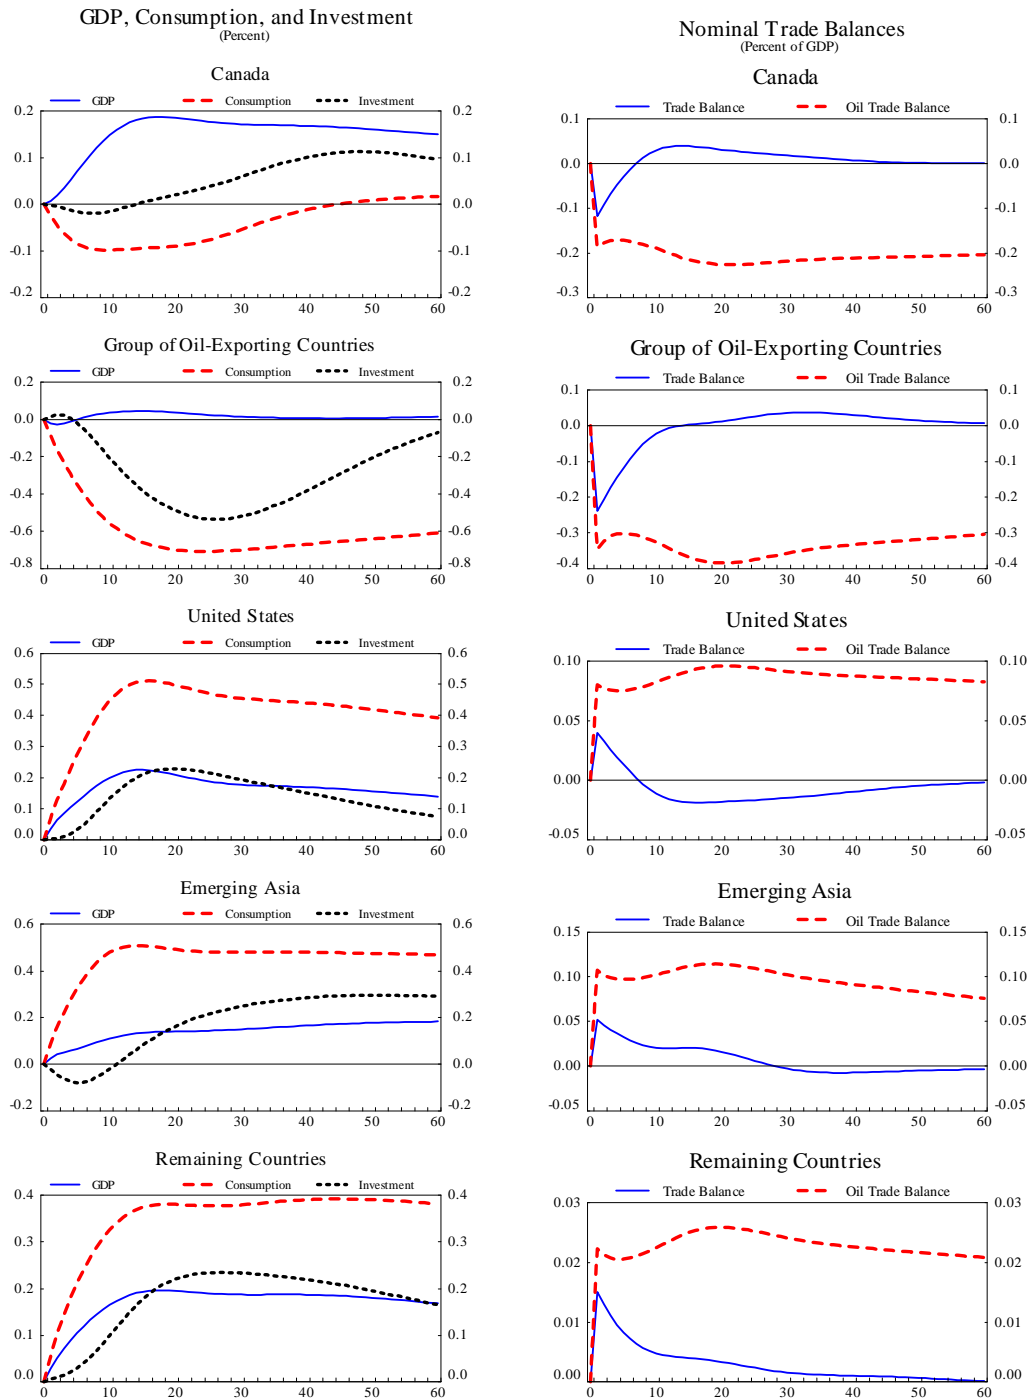 GDP, Consumption, and Investment
(Percent)
Canada
GDP Consumption Investment
0.2 0.2
0.1 0.1
0.0 0.0
-0.1 -0.1
-0.2 -0.2
0 10 20 30 40 50 60
Group of Oil-Exporting Countries
GDP Consumption Investment
0.2 0.2
0.0 0.0
-0.2 -0.2
-0.4 -0.4
-0.6 -0.6
-0.8 -0.8
0 10 20 30 40 50 60
United States
GDP Consumption Investment
0.6 0.6
0.5 0.5
0.4 0.4
0.3 0.3
0.2 0.2
0.1 0.1
0.0 0.0
0 10 20 30 40 50 60
Emerging Asia
GDP Consumption Investment
0.6 0.6
0.4 0.4
0.2 0.2
0.0 0.0
-0.2 -0.2
0 10 20 30 40 50 60
Remaining Countries
GDP Consumption Investment
0.4 0.4
0.3 0.3
0.2 0.2
0.1 0.1
0.0 0.0
0 10 20 30 40 50 60
Nominal Trade Balances
(Percent of GDP)
Canada
Trade Balance Oil Trade Balance
0.1 0.1
0.0 0.0
-0.1 -0.1
-0.2 -0.2
-0.3 -0.3
0 10 20 30 40 50 60
Group of Oil-Exporting Countries
Trade Balance Oil Trade Balance
0.1 0.1
0.0 0.0
-0.1 -0.1
-0.2 -0.2
-0.3 -0.3
-0.4 -0.4
0 10 20 30 40 50 60
United States
Trade Balance Oil Trade Balance
0.10 0.10
0.05 0.05
0.00 0.00
-0.05 -0.05
0 10 20 30 40 50 60
Emerging Asia
Trade Balance Oil Trade Balance
0.15 0.15
0.10 0.10
0.05 0.05
0.00 0.00
-0.05 -0.05
0 10 20 30 40 50 60
Remaining Countries
Trade Balance Oil Trade Balance
0.03 0.03
0.02 0.02
0.01 0.01
0.00 0.00
0 10 20 30 40 50 60